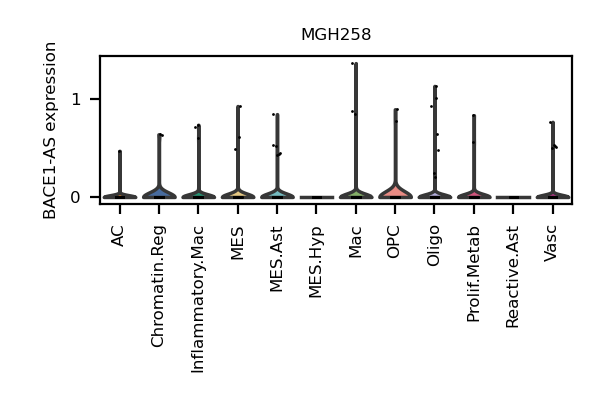 MGH258
BACE1-AS expression
1
0
AC
Chromatin.Reg
Inflammatory.Mac
MES
MES.Ast
MES.Hyp
Mac
OPC
Oligo
Prolif.Metab
Reactive.Ast
Vasc